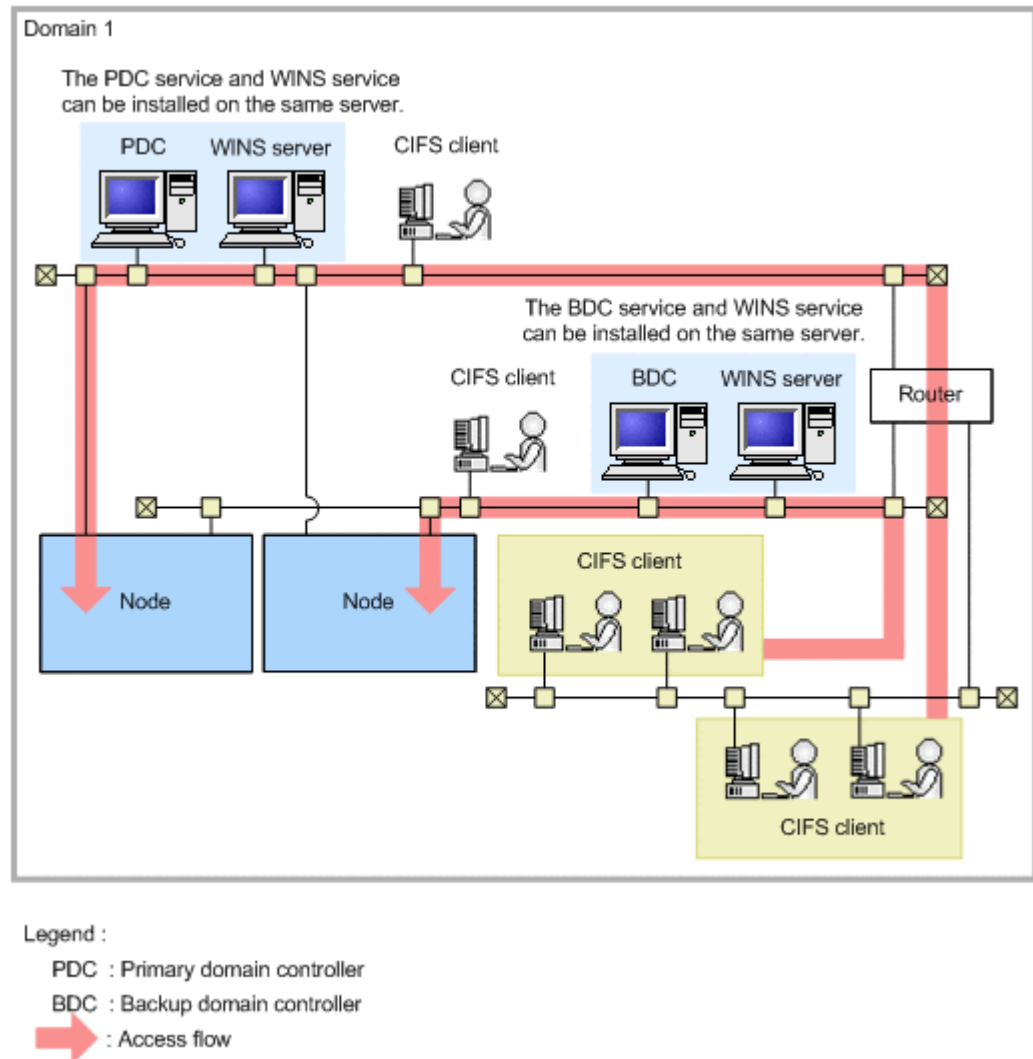 Domain 1
The PDC service and WINS service
can be installed on the same server.
PDC
WINS server
CIFS client
The BDC service and WINS service
can be installed on the same server.
CIFS client
BDC
WINS server
Router
CIFS client
Node
Node
CIFS client
Legend :
PDC : Primary domain controller
BDC : Backup domain controller
: Access flow